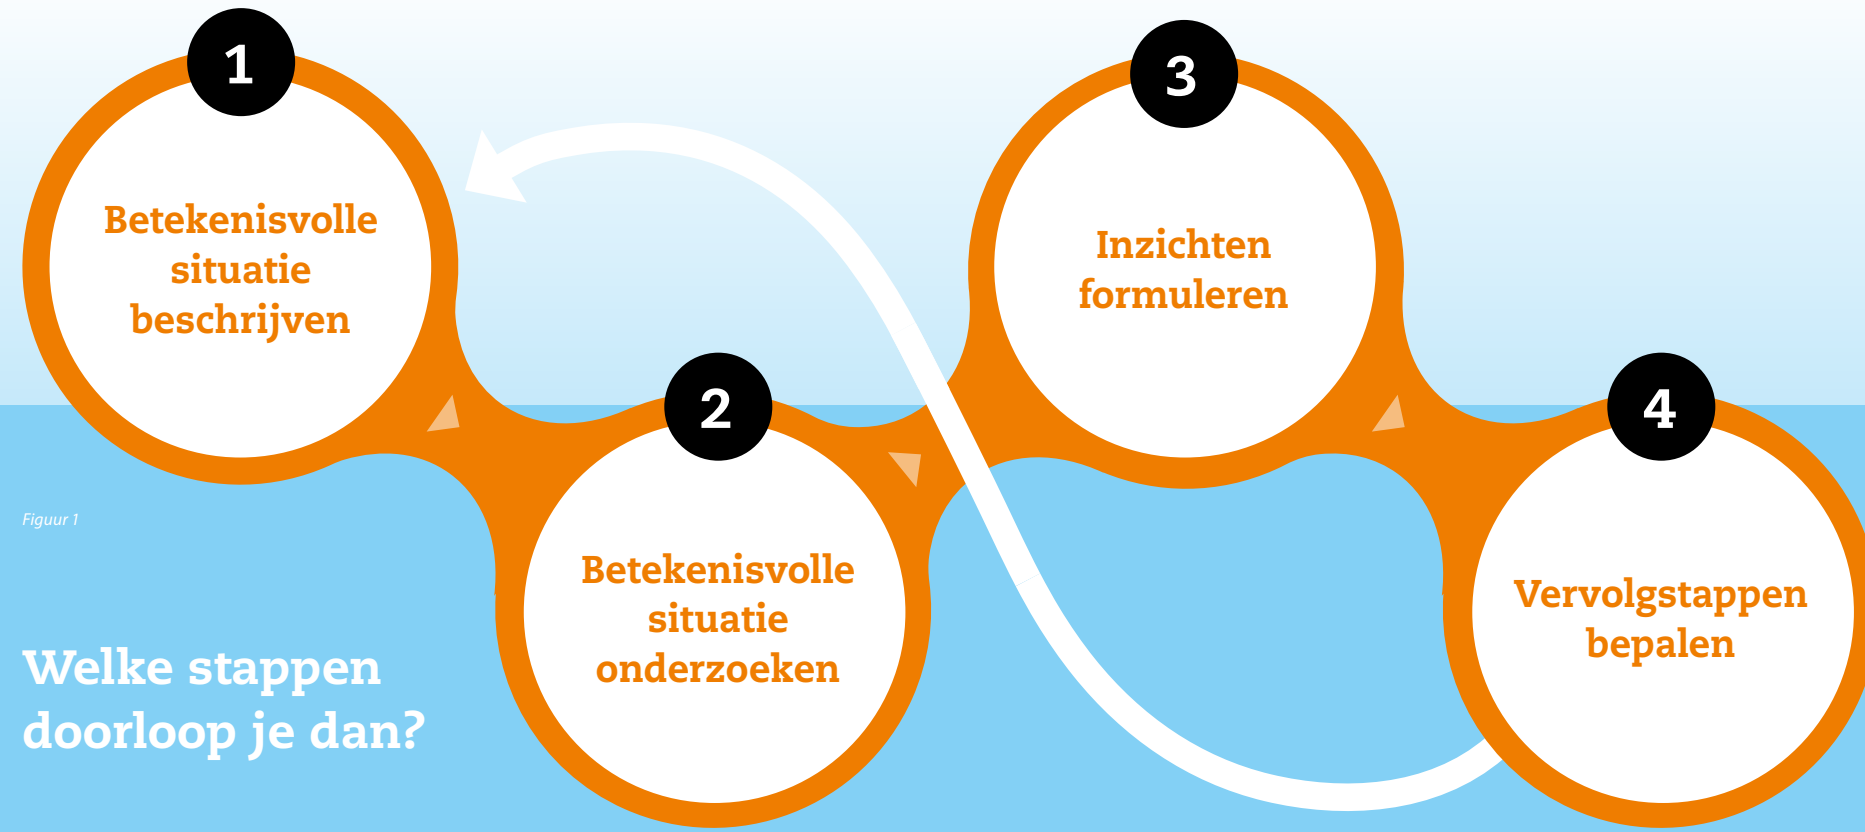 1
Betekenisvolle
situatie
beschrijven
2
Betekenisvolle
situatie
onderzoeken
3
Inzichten
formuleren
4
Vervolgstappen
bepalen
Figuur 1
Welke stappen
doorloop je dan?